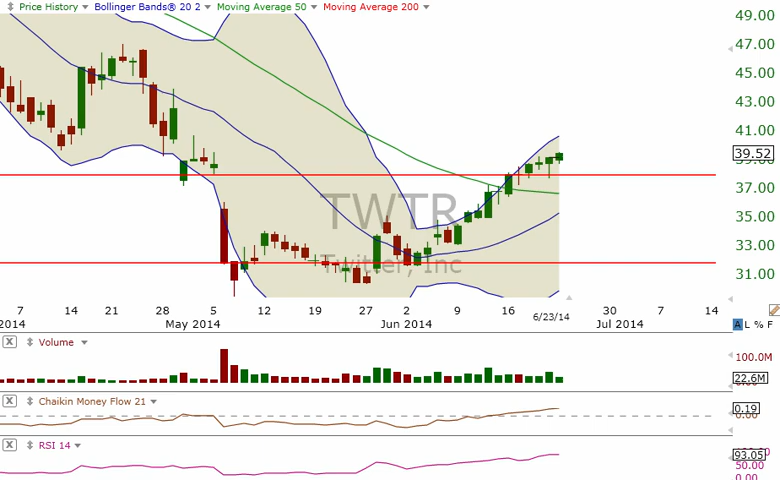 Price History Bollinger Bands® 20 2 Moving Average 50 Moving Average 200
49.00
47.00
45.00
43.00
41.00
39.52
37.00
35.00
33.00
31.00
TWTR
Twitter, Inc
7 14 21 28 5 12 19 27 2 9 16 6/23/14 30 7 14
2014 May 2014 Jun 2014 Jul 2014
A L % F
X Volume
100.0M
22.6M
X Chaikin Money Flow 21
0.19
0.00
X RSI 14
93.05
50.00
0.00